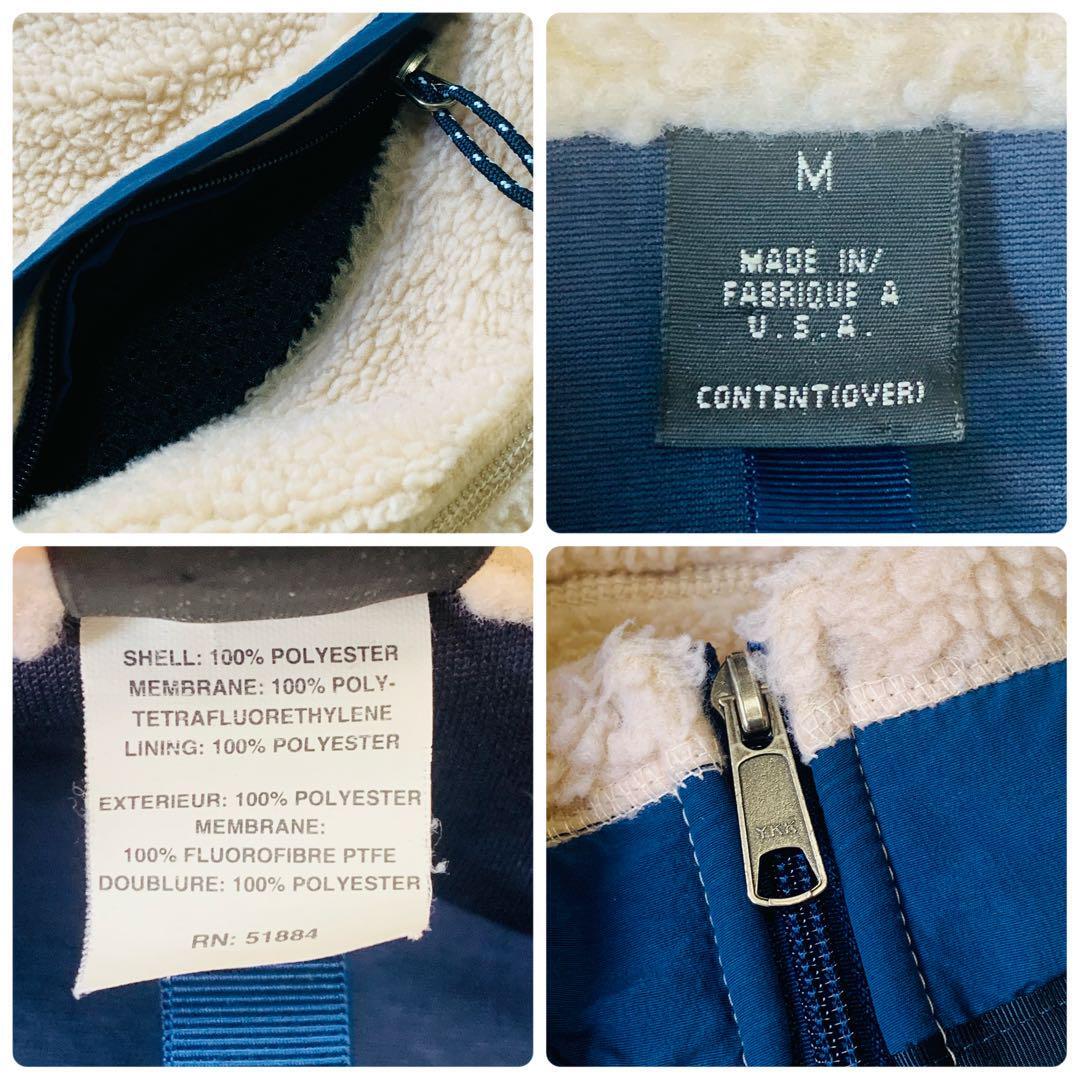 M
MADE IN/
FABRIQUE A
U.S.A.
CONTENT(OVER)
SHELL: 100% POLYESTER
MEMBRANE: 100% POLY-
TETRAFLUORETHYLENE
LINING: 100% POLYESTER
EXTERIEUR: 100% POLYESTER
MEMBRANE:
100% FLUOROFIBRE PTFE
DOUBLURE: 100% POLYESTER
RN: 51884
YKK